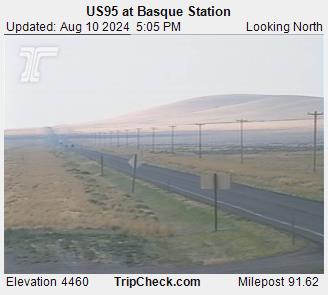 US95 at Basque Station
Updated: Aug 10 2024 5:05 PM Looking North
Elevation 4460 TripCheck.com Milepost 91.62